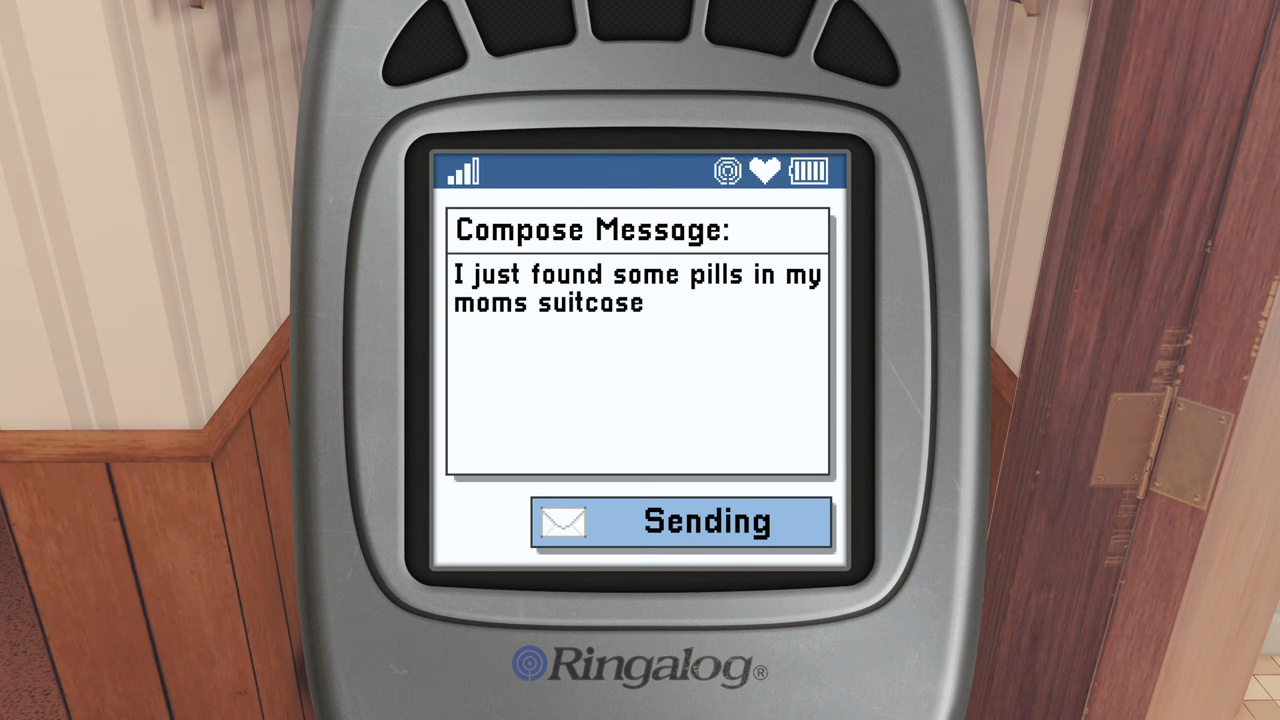 Compose Message:
I just found some pills in my
moms suitcase
Sending
Ringalog®